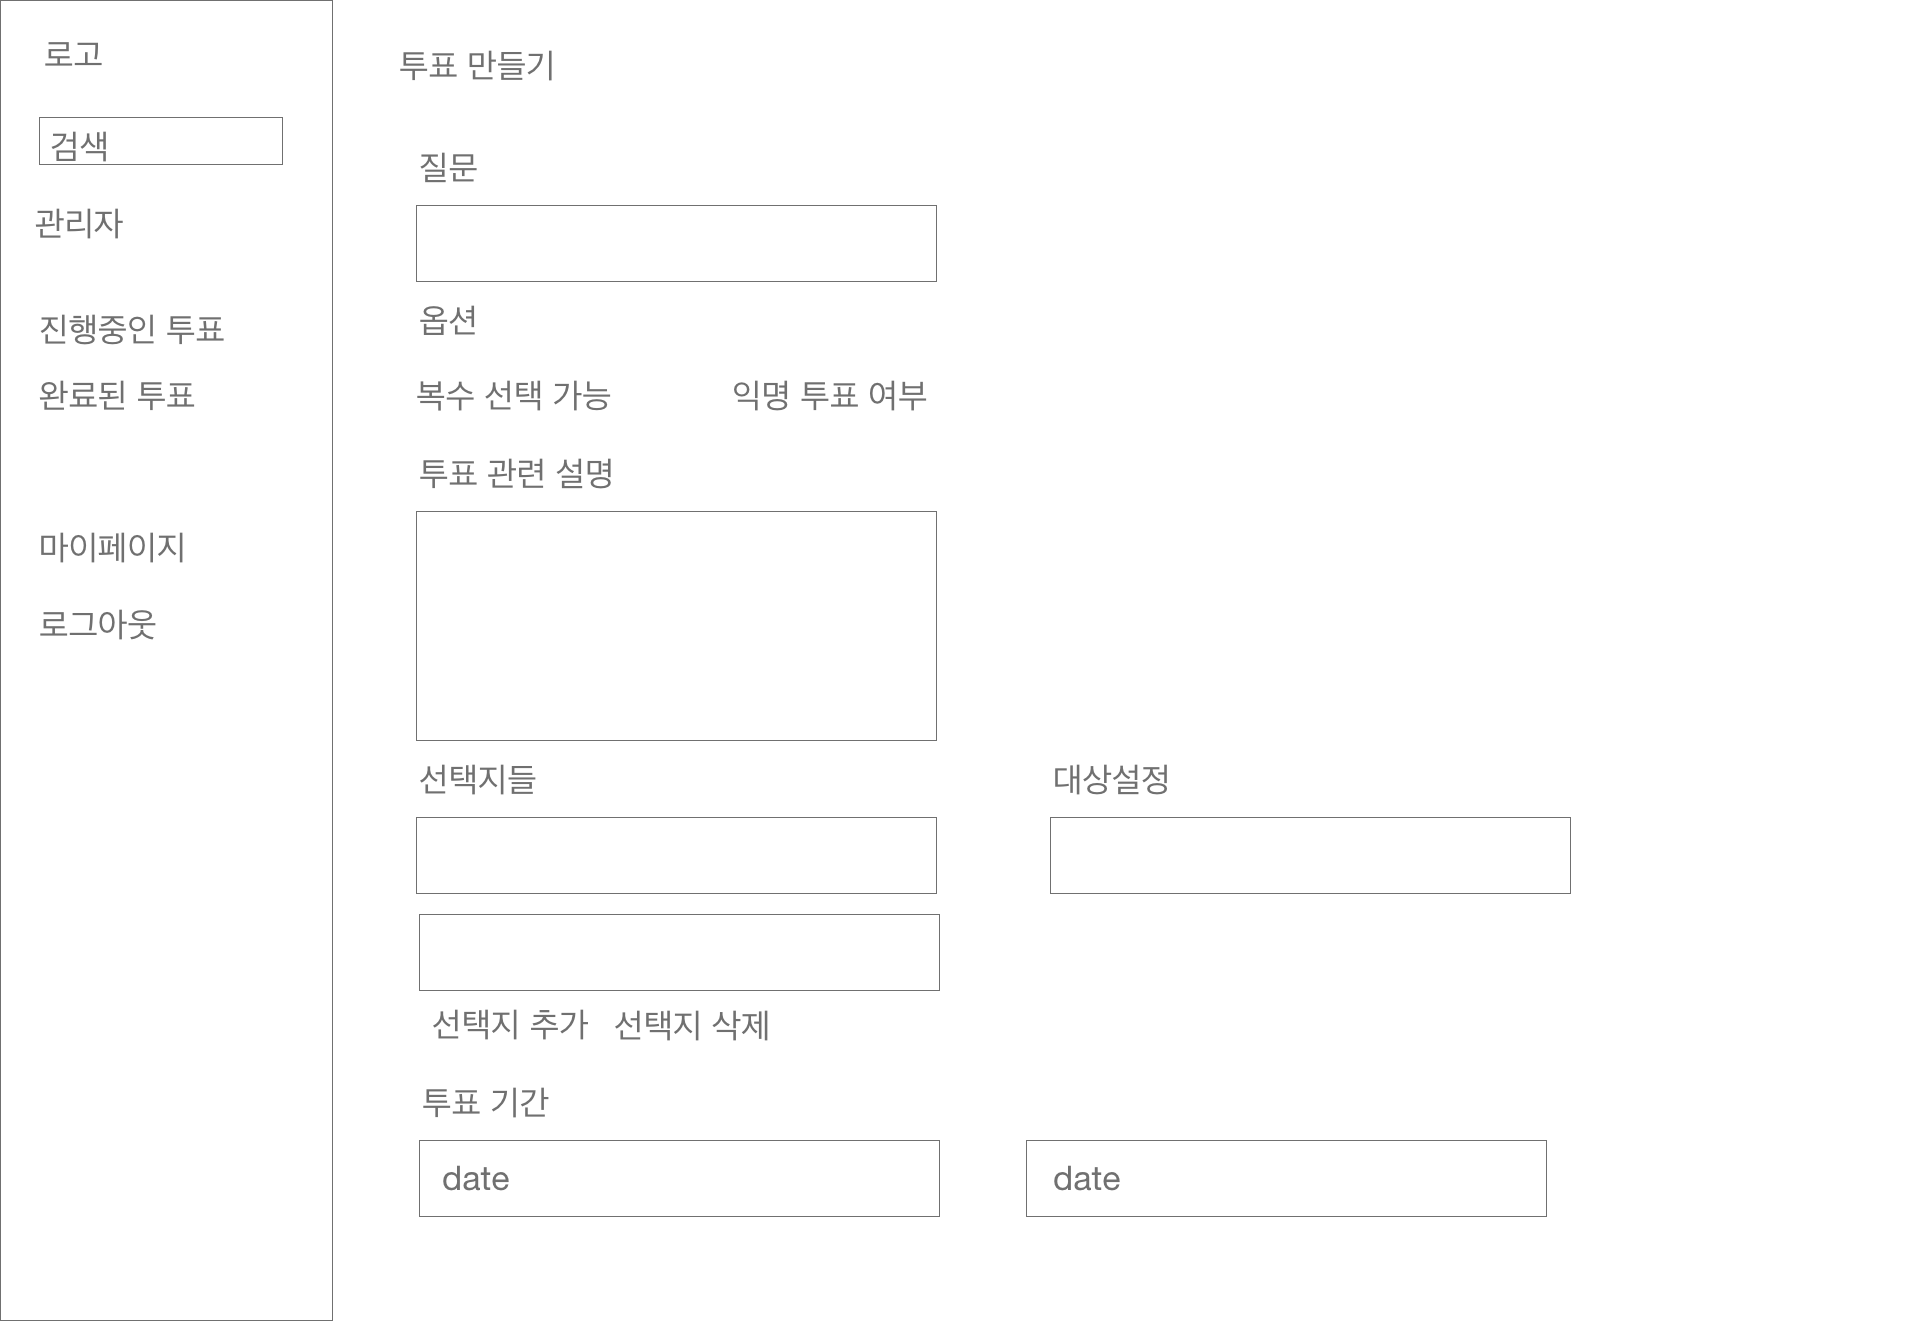 로고
검색
관리자
진행중인 투표
완료된 투표
마이페이지
로그아웃
투표 만들기
질문
옵션
복수 선택 가능
익명 투표 여부
투표 관련 설명
선택지들
대상설정
선택지 추가
선택지 삭제
투표 기간
date
date